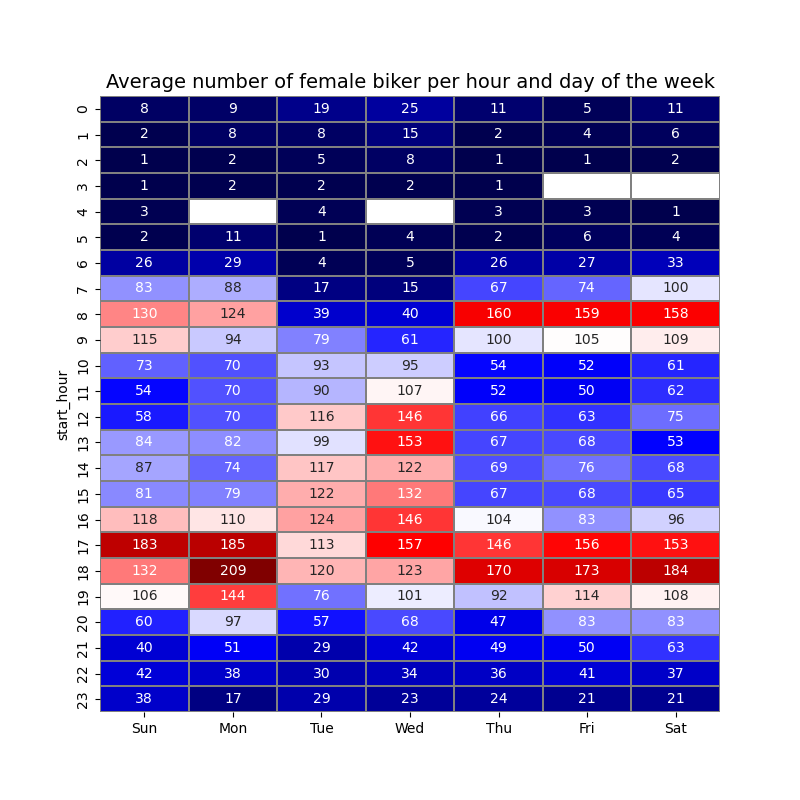 Average number of female biker per hour and day of the week
start_hour
0 8 9 19 25 11 5 11
1 2 8 8 15 2 4 6
2 1 2 5 8 1 1 2
3 1 2 2 2 1
4 3 4 3 3 1
5 2 11 1 4 2 6 4
6 26 29 4 5 26 27 33
7 83 88 17 15 67 74 100
8 130 124 39 40 160 159 158
9 115 94 79 61 100 105 109
10 73 70 93 95 54 52 61
11 54 70 90 107 52 50 62
12 58 70 116 146 66 63 75
13 84 82 99 153 67 68 53
14 87 74 117 122 69 76 68
15 81 79 122 132 67 68 65
16 118 110 124 146 104 83 96
17 183 185 113 157 146 156 153
18 132 209 120 123 170 173 184
19 106 144 76 101 92 114 108
20 60 97 57 68 47 83 83
21 40 51 29 42 49 50 63
22 42 38 30 34 36 41 37
23 38 17 29 23 24 21 21
Sun Mon Tue Wed Thu Fri Sat